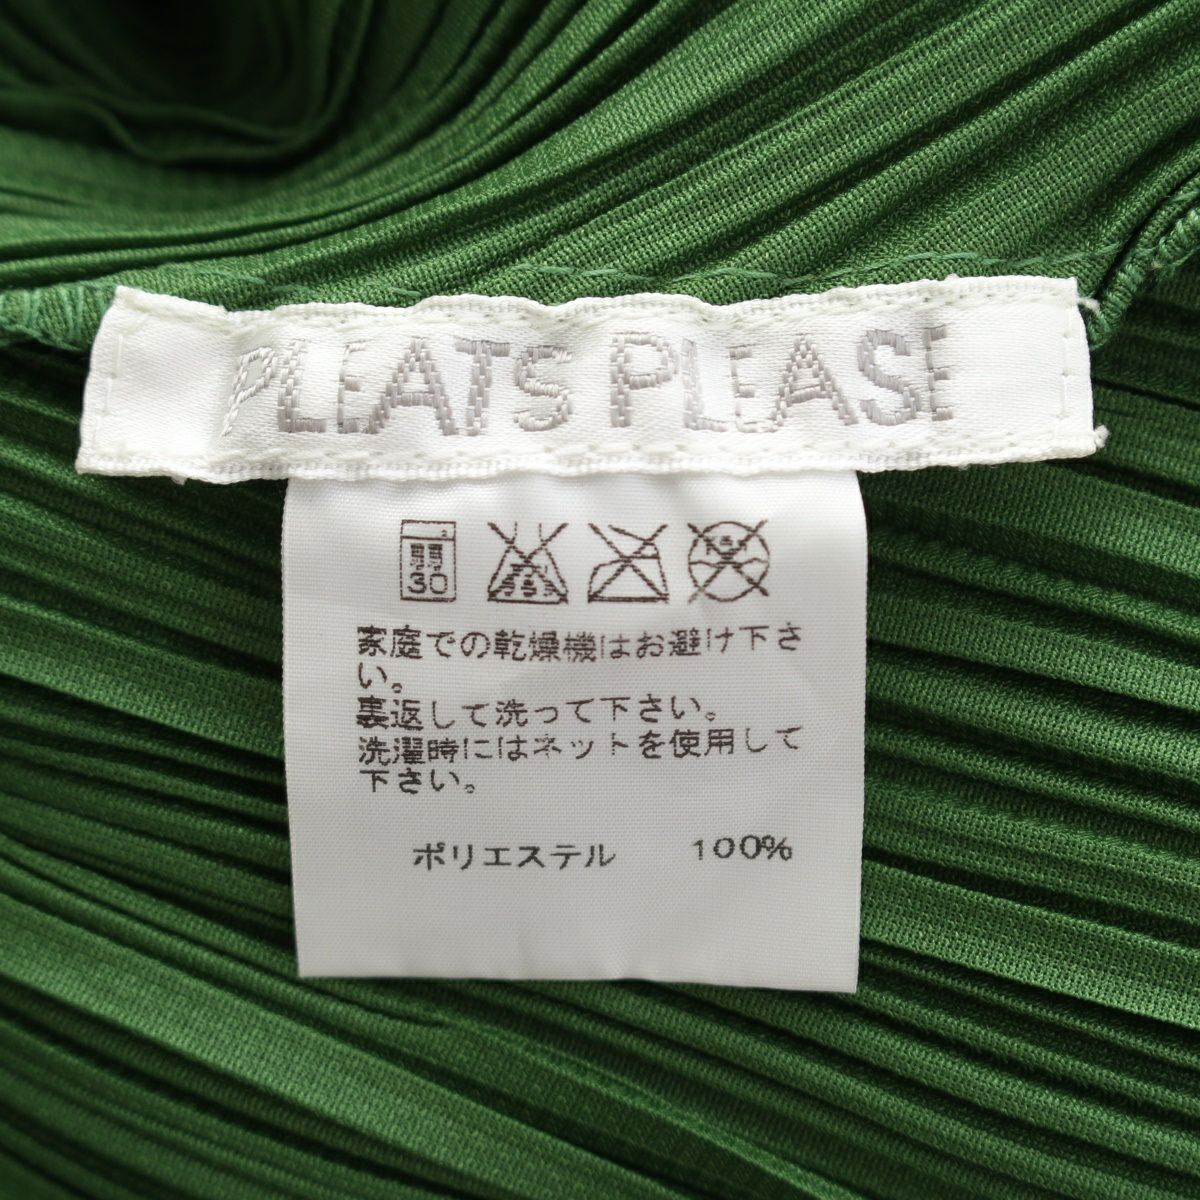 PLEATS PLEASE
弱
30
家庭での乾燥機はお避け下さ
い。
裏返して洗って下さい。
洗濯時にはネットを使用して
下さい。
ポリエステル 100%